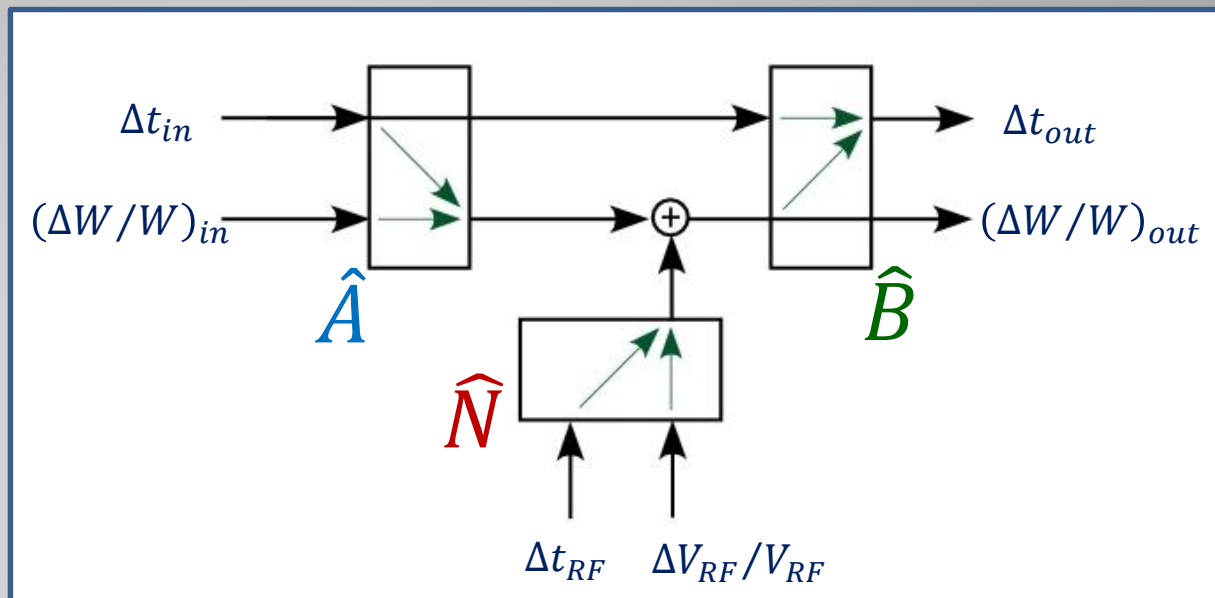 Δt_in
Δt_out
(ΔW/W)_in
+
(ΔW/W)_out
Â
B̂
N̂
Δt_RF
ΔV_RF/V_RF